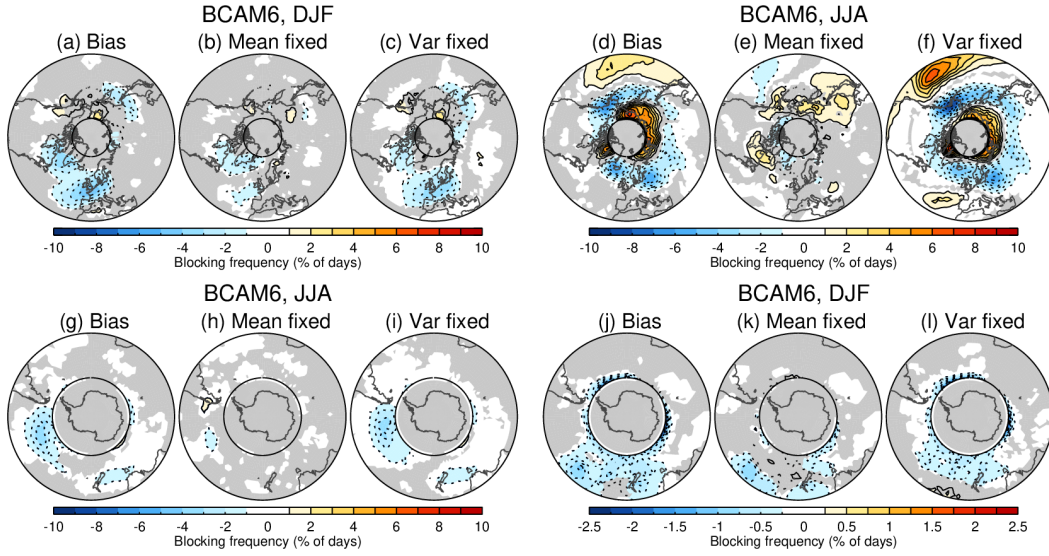 BCAM6, DJF
(a) Bias
(b) Mean fixed
(c) Var fixed
-10 -8 -6 -4 -2 0 2 4 6 8 10
Blocking frequency (% of days)
BCAM6, JJA
(d) Bias
(e) Mean fixed
(f) Var fixed
-10 -8 -6 -4 -2 0 2 4 6 8 10
Blocking frequency (% of days)
BCAM6, JJA
(g) Bias
(h) Mean fixed
(i) Var fixed
-10 -8 -6 -4 -2 0 2 4 6 8 10
Blocking frequency (% of days)
BCAM6, DJF
(j) Bias
(k) Mean fixed
(l) Var fixed
-2.5 -2 -1.5 -1 -0.5 0 0.5 1 1.5 2 2.5
Blocking frequency (% of days)